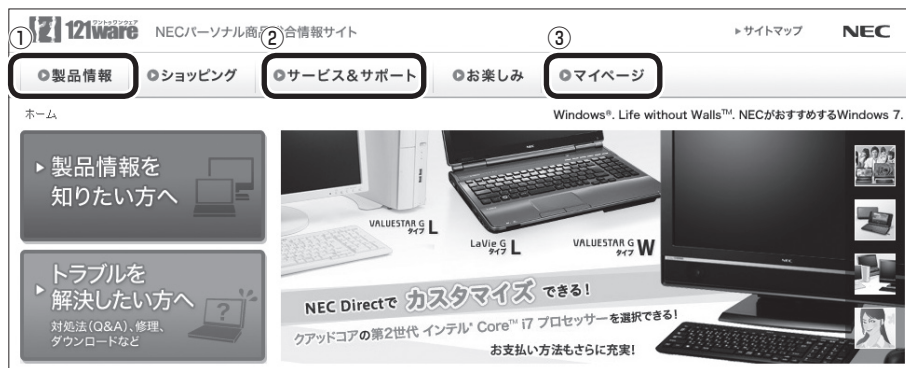 ① ② ③
121ware ワントゥワンウェア NECパーソナル商品総合情報サイト ▶サイトマップ NEC
製品情報 ショッピング サービス&サポート お楽しみ マイページ
ホーム
Windows®. Life without Walls™. NECがおすすめするWindows 7.
製品情報を
知りたい方へ
トラブルを
解決したい方へ
対処法(Q&A)、修理、
ダウンロードなど
VALUESTAR G タイプ L
LaVie G タイプ L
VALUESTAR G タイプ W
NEC Directで カスタマイズ できる!
クアッドコアの第2世代 インテル® Core™ i7 プロセッサーを選択できる!
お支払い方法もさらに充実!